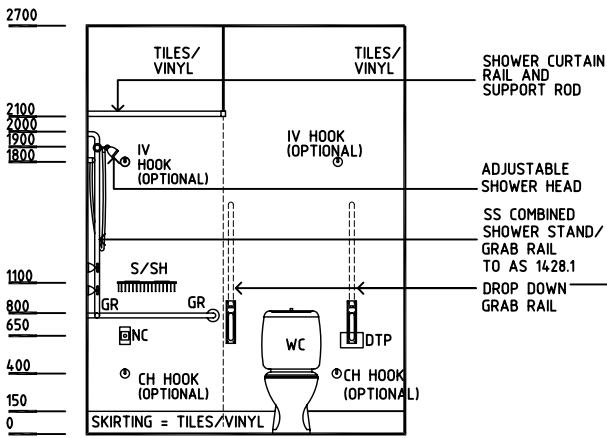 2700
TILES/
VINYL
TILES/
VINYL
SHOWER CURTAIN
RAIL AND
SUPPORT ROD
2100
2000
1900
1800
IV
HOOK
(OPTIONAL)
IV HOOK
(OPTIONAL)
ADJUSTABLE
SHOWER HEAD
SS COMBINED
SHOWER STAND/
GRAB RAIL
TO AS 1428.1
1100
S/SH
DROP DOWN
GRAB RAIL
GR
GR
800
650
NC
WC
DTP
400
CH HOOK
(OPTIONAL)
CH HOOK
(OPTIONAL)
150
0
SKIRTING = TILES/VINYL